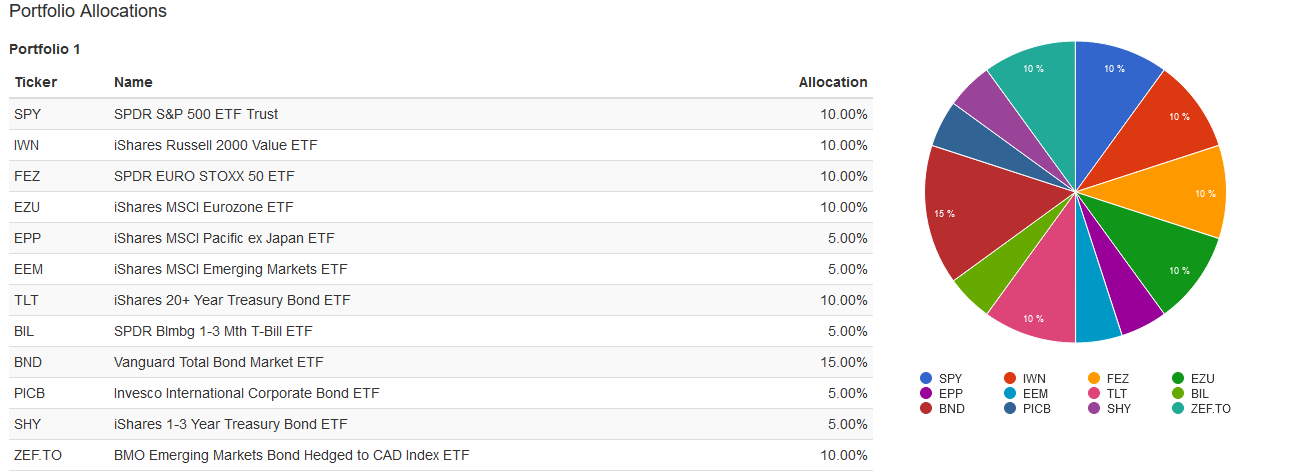 Portfolio Allocations
Portfolio 1
Ticker Name Allocation
SPY SPDR S&P 500 ETF Trust 10.00%
IWN iShares Russell 2000 Value ETF 10.00%
FEZ SPDR EURO STOXX 50 ETF 10.00%
EZU iShares MSCI Eurozone ETF 10.00%
EPP iShares MSCI Pacific ex Japan ETF 5.00%
EEM iShares MSCI Emerging Markets ETF 5.00%
TLT iShares 20+ Year Treasury Bond ETF 10.00%
BIL SPDR Blmbg 1-3 Mth T-Bill ETF 5.00%
BND Vanguard Total Bond Market ETF 15.00%
PICB Invesco International Corporate Bond ETF 5.00%
SHY iShares 1-3 Year Treasury Bond ETF 5.00%
ZEF.TO BMO Emerging Markets Bond Hedged to CAD Index ETF 10.00%
10 % 10 %
10 %
10 %
15 %
10 %
10 %
SPY IWN FEZ EZU
EPP EEM TLT BIL
BND PICB SHY ZEF.TO